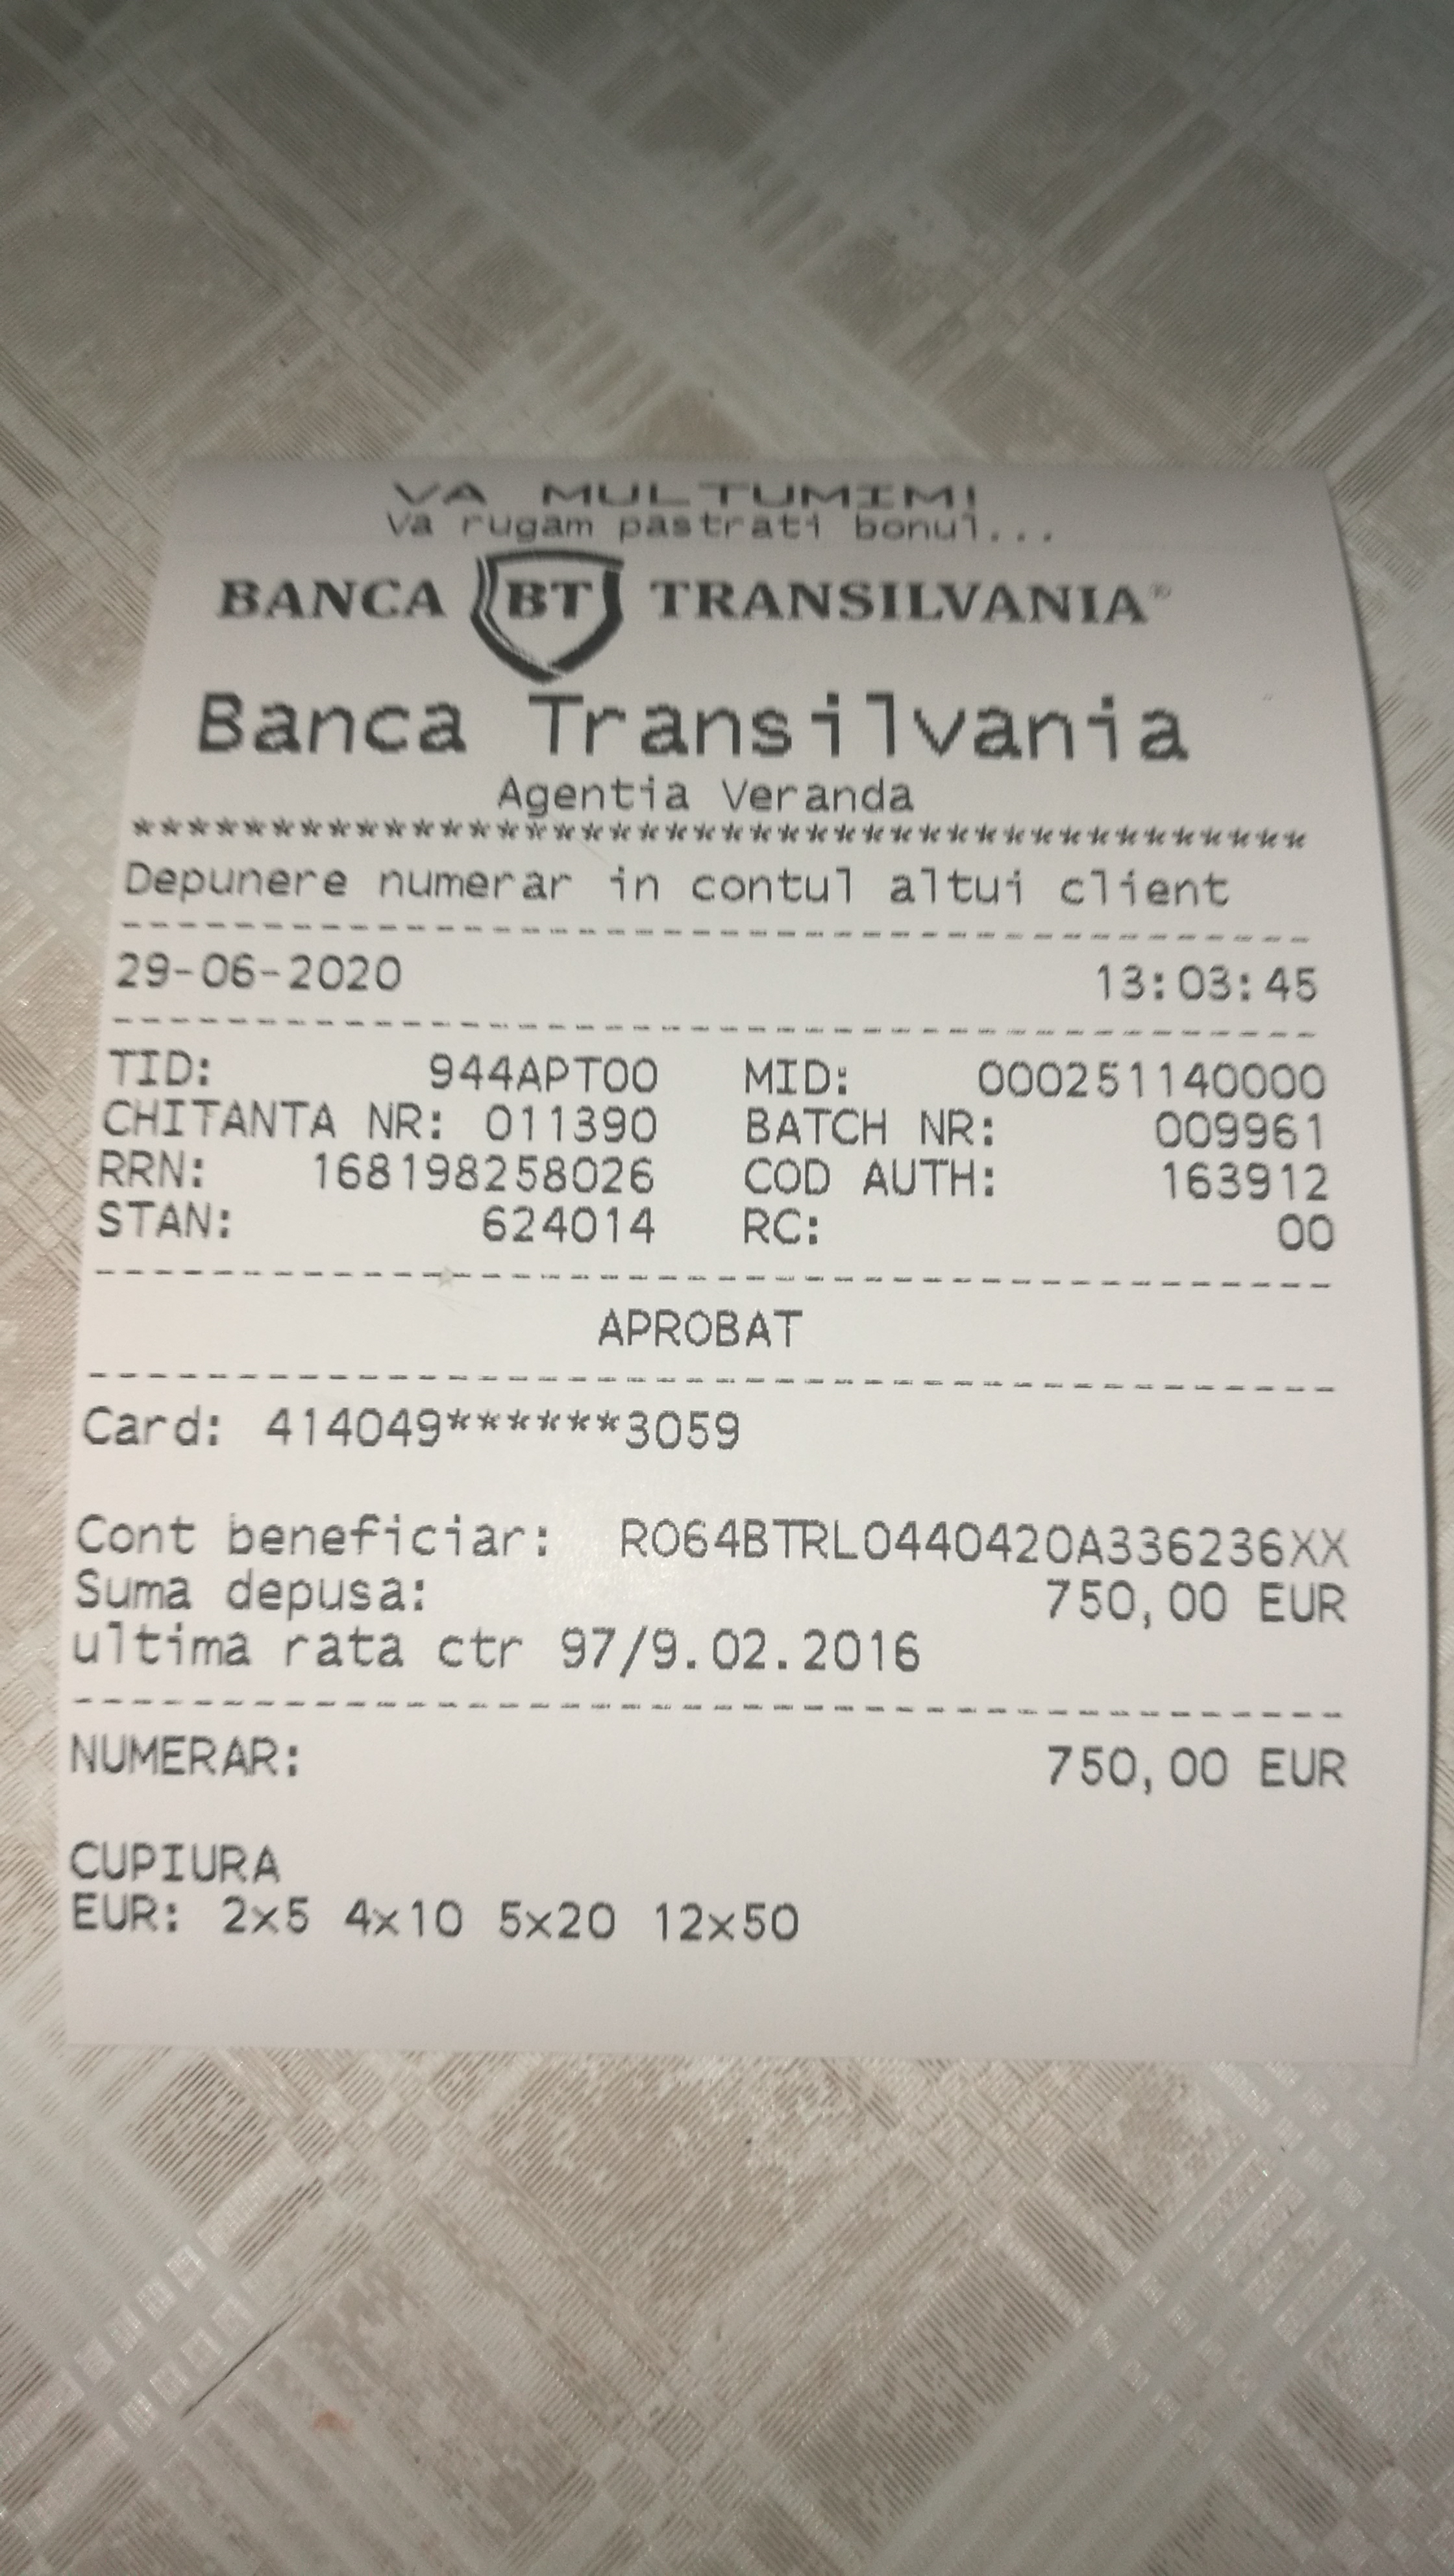 VA MULTUMIM!
Va rugam pastrati bonul...
BANCA BT TRANSILVANIA®
Banca Transilvania
Agentia Veranda
******************************************
Depunere numerar in contul altui client
------------------------------------------
29-06-2020 13:03:45
------------------------------------------
TID: 944APT00 MID: 000251140000
CHITANTA NR: 011390 BATCH NR: 009961
RRN: 168198258026 COD AUTH: 163912
STAN: 624014 RC: 00
------------------------------------------
APROBAT
------------------------------------------
Card: 414049******3059
Cont beneficiar: RO64BTRL0440420A336236XX
Suma depusa: 750,00 EUR
ultima rata ctr 97/9.02.2016
------------------------------------------
NUMERAR: 750,00 EUR
CUPIURA
EUR: 2x5 4x10 5x20 12x50